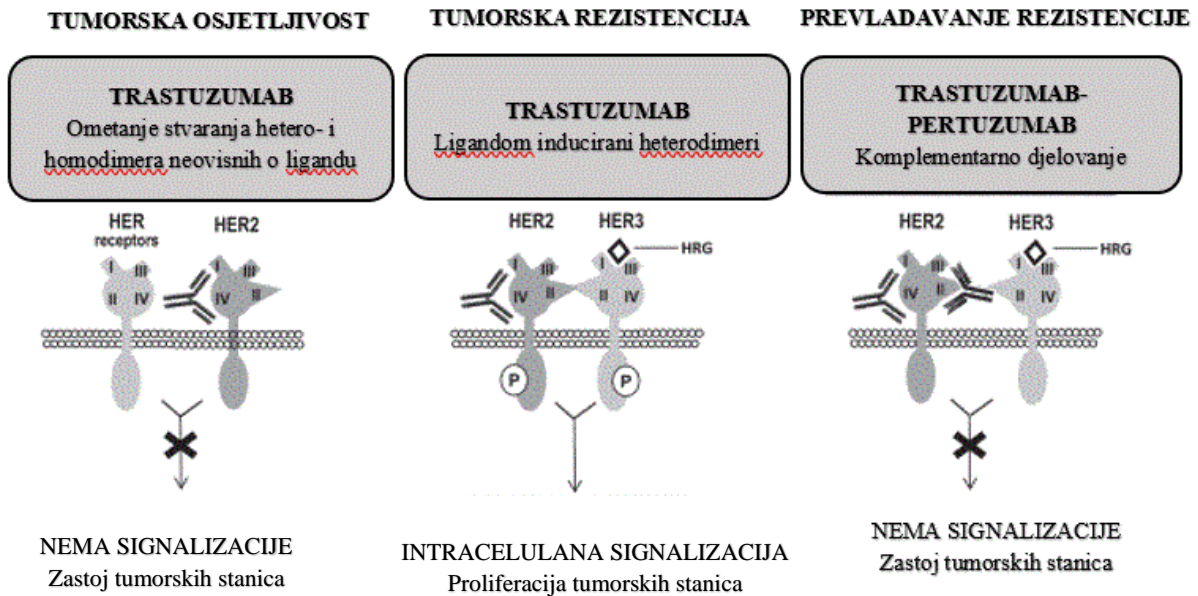 TUMORSKA OSJETLJIVOST
TRASTUZUMAB
Ometanje stvaranja hetero- i
homodimera neovisnih o ligandu
HER
receptors
HER2
I
III
II
IV
I
III
IV
II
NEMA SIGNALIZACIJE
Zastoj tumorskih stanica
TUMORSKA REZISTENCIJA
TRASTUZUMAB
Ligandom inducirani heterodimeri
HER2
HER3
HRG
I
III
IV
II
I
III
II
IV
P
P
INTRACELULANA SIGNALIZACIJA
Proliferacija tumorskih stanica
PREVLADAVANJE REZISTENCIJE
TRASTUZUMAB-
PERTUZUMAB
Komplementarno djelovanje
HER2
HER3
HRG
I
III
IV
II
I
III
II
IV
NEMA SIGNALIZACIJE
Zastoj tumorskih stanica